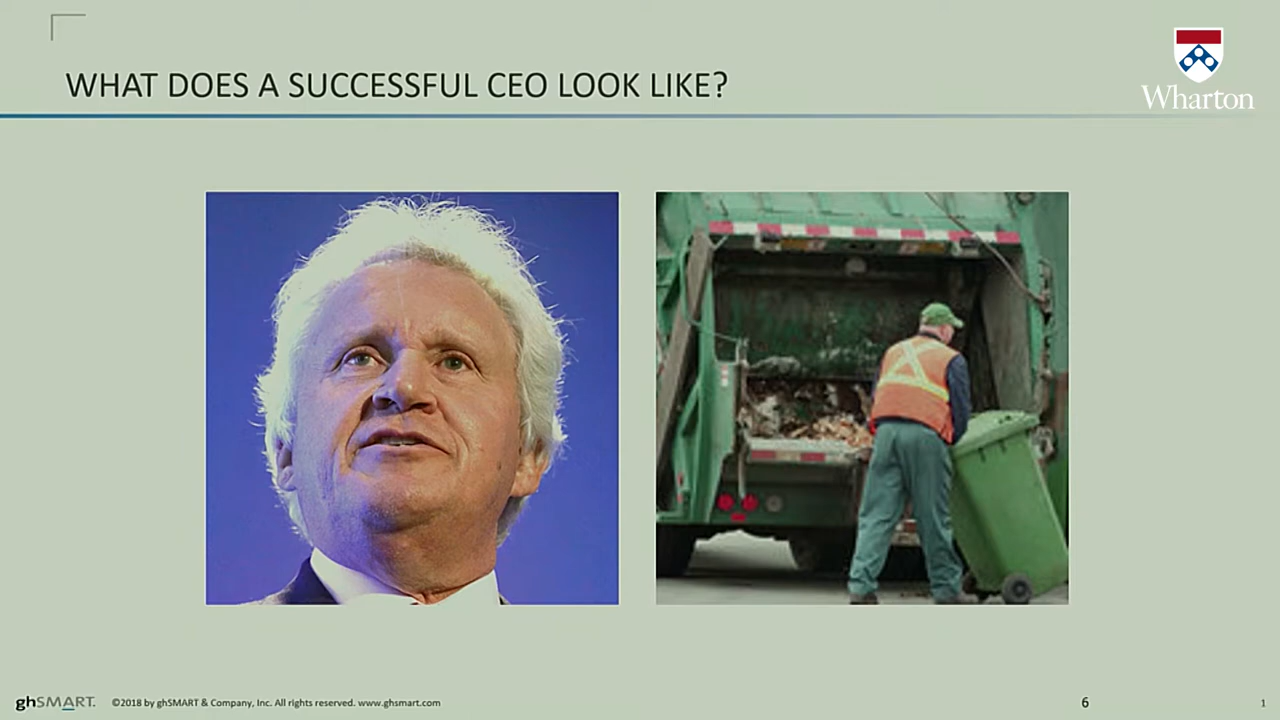 WHAT DOES A SUCCESSFUL CEO LOOK LIKE?
Wharton
ghSMART.
©2018 by ghSMART & Company, Inc. All rights reserved. www.ghsmart.com
6
1